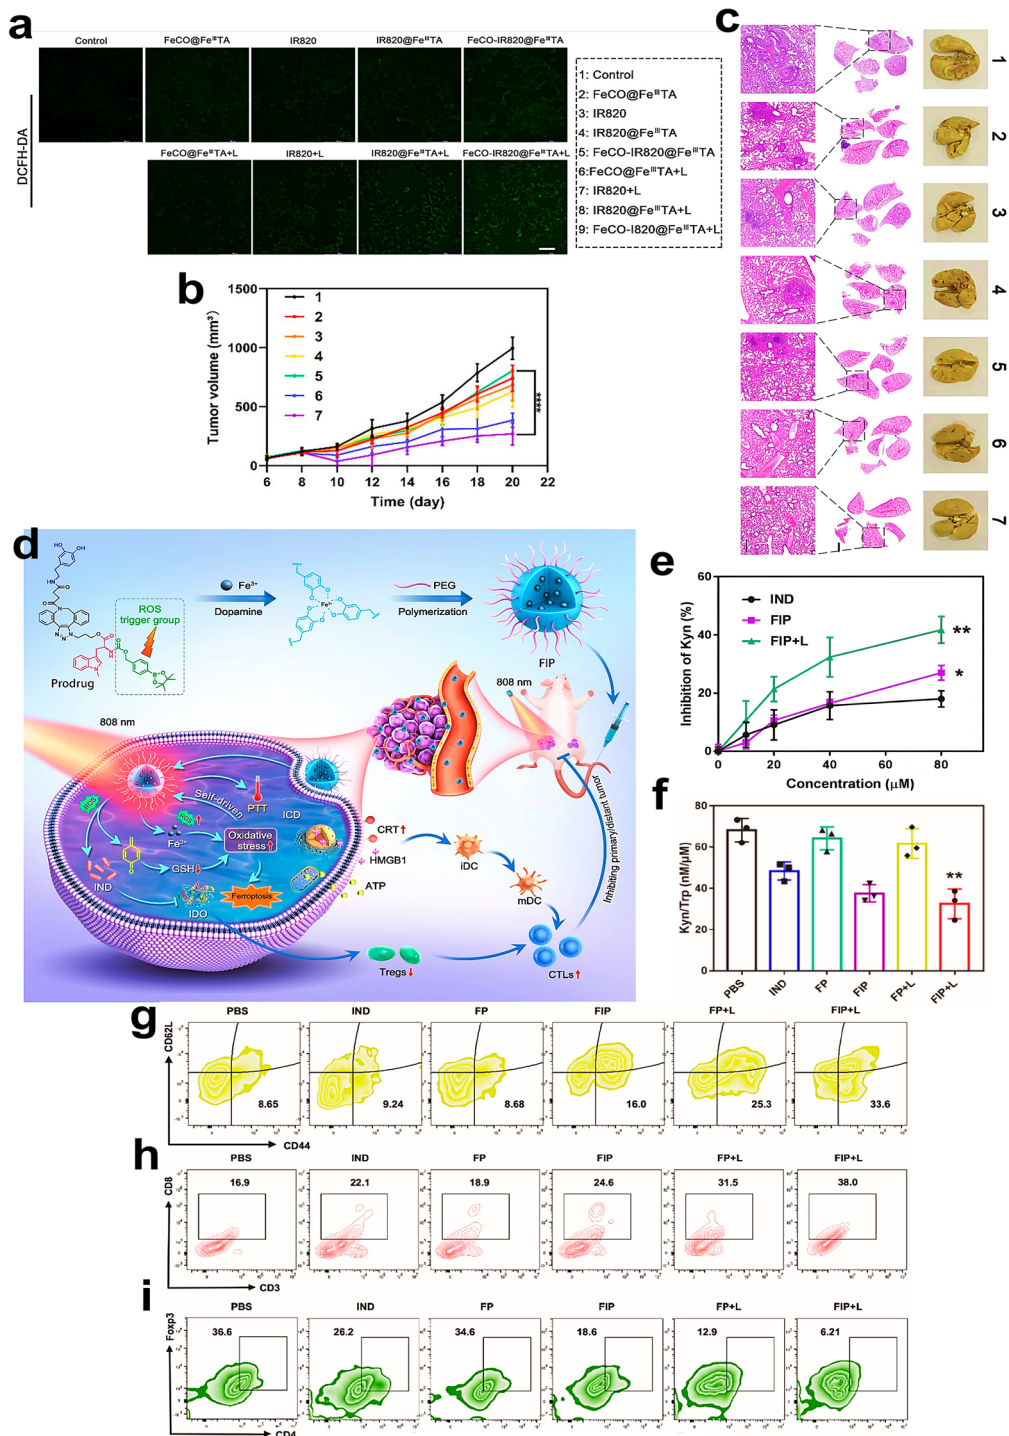 a
Control
FeCO@FeᴵᴵᴵTA
IR820
IR820@FeᴵᴵᴵTA
FeCO-IR820@FeᴵᴵᴵTA
DCFH-DA
FeCO@FeᴵᴵᴵTA+L
IR820+L
IR820@FeᴵᴵᴵTA+L
FeCO-IR820@FeᴵᴵᴵTA+L
1: Control
2: FeCO@FeᴵᴵᴵTA
3: IR820
4: IR820@FeᴵᴵᴵTA
5: FeCO-IR820@FeᴵᴵᴵTA
6:FeCO@FeᴵᴵᴵTA+L
7: IR820+L
8: IR820@FeᴵᴵᴵTA+L
9: FeCO-I820@FeᴵᴵᴵTA+L
b
Tumor volume (mm³)
1500
1000
500
0
1
2
3
4
5
6
7
****
6 8 10 12 14 16 18 20 22
Time (day)
c
1
2
3
4
5
6
7
d
HO
OH
HN
O
ROS
trigger group
Prodrug
Fe³⁺
Dopamine
Fe³⁺
PEG
Polymerization
FIP
808 nm
808 nm
ROS
ROS
Self-driven
PTT
ICD
Fe³⁺
Oxidative
stress
GSH
IND
IDO
Ferroptosis
CRT
HMGB1
ATP
iDC
mDC
Tregs
CTLs
Inhibiting primary/distant tumor
e
Inhibition of Kyn (%)
60
40
20
0
IND
FIP
FIP+L
**
*
0 20 40 60 80
Concentration (μM)
f
Kyn/Trp (nM/μM)
80
60
40
20
0
**
PBS
IND
FP
FIP
FP+L
FIP+L
g
PBS
IND
FP
FIP
FP+L
FIP+L
CD62L
8.65
9.24
8.68
16.0
25.3
33.6
CD44
h
PBS
IND
FP
FIP
FP+L
FIP+L
CD8
16.9
22.1
18.9
24.6
31.5
38.0
CD3
i
PBS
IND
FP
FIP
FP+L
FIP+L
Foxp3
36.6
26.2
34.6
18.6
12.9
6.21
CD4